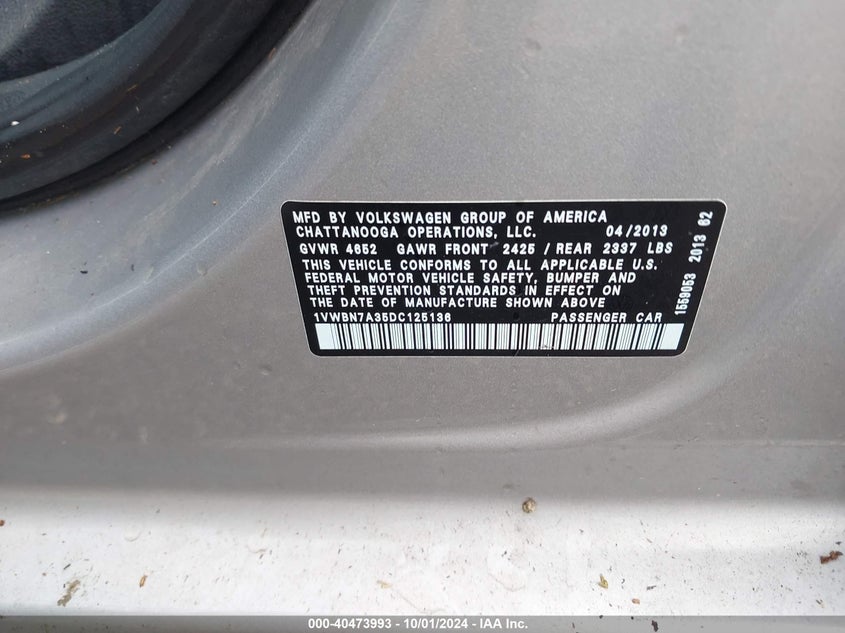 MFD BY VOLKSWAGEN GROUP OF AMERICA
CHATTANOOGA OPERATIONS, LLC. 04/2013
GVWR 4652 GAWR FRONT 2425 / REAR 2337 LBS
THIS VEHICLE CONFORMS TO ALL APPLICABLE U.S.
FEDERAL MOTOR VEHICLE SAFETY, BUMPER AND
THEFT PREVENTION STANDARDS IN EFFECT ON
THE DATE OF MANUFACTURE SHOWN ABOVE
1VWBN7A35DC125136 PASSENGER CAR
1559053 2013 62
000-40473993 - 10/01/2024 - IAA Inc.